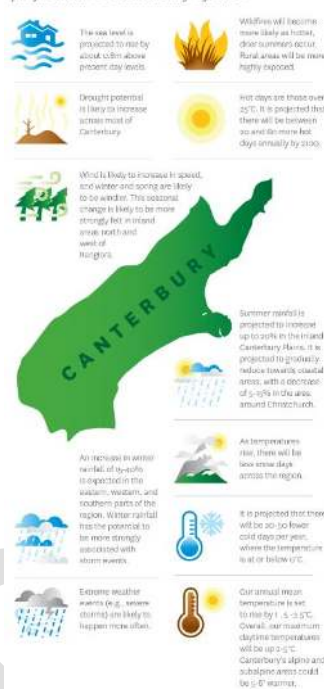 The sea level is
projected to rise by
about
present day levels.
Wildfires will become
more likely as hotter,
drier summers occur.
Rural areas will be more
highly exposed.
Drought potential
is likely to increase
across most of
Canterbury.
Hot days are those over
25°C. It is projected that
there will be between
20 and more hot
days annually by
Wind is likely to increase in speed,
and winter and spring are likely
to be windier. This seasonal
change is likely to be more
strongly felt in inland
areas north and
west of
Rangiora.
CANTERBURY
Summer rainfall is
projected to increase
up to 20% in the inland
Canterbury Plains. It is
projected to gradually
reduce towards coastal
areas, with a decrease
of 5-15% in the area
around Christchurch.
As temperatures
rise, there will be
less snow days
across the region.
An increase in winter
rainfall of 15-40%
is expected in the
eastern, western, and
southern parts of the
region. Winter rainfall
has the potential to
be more strongly
associated with
storm events.
It is projected that there
will be 20-30 fewer
cold days per year,
where the temperature
is at or below 0°C.
Extreme weather
events (e.g., severe
storms) are likely to
happen more often.
Our annual mean
temperature is set
to rise by 1.5-3.5°C.
Overall, our maximum
daytime temperatures
will be up 2-5°C.
Canterbury's alpine and
subalpine areas could
be 5-6° warmer.